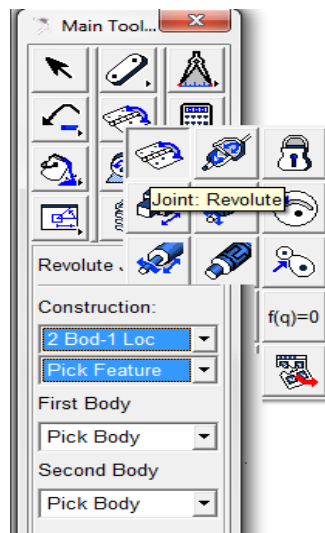 Main Tool...
Joint: Revolute
Revolute
Construction:
2 Bod-1 Loc
f(q)=0
Pick Feature
First Body
Pick Body
Second Body
Pick Body